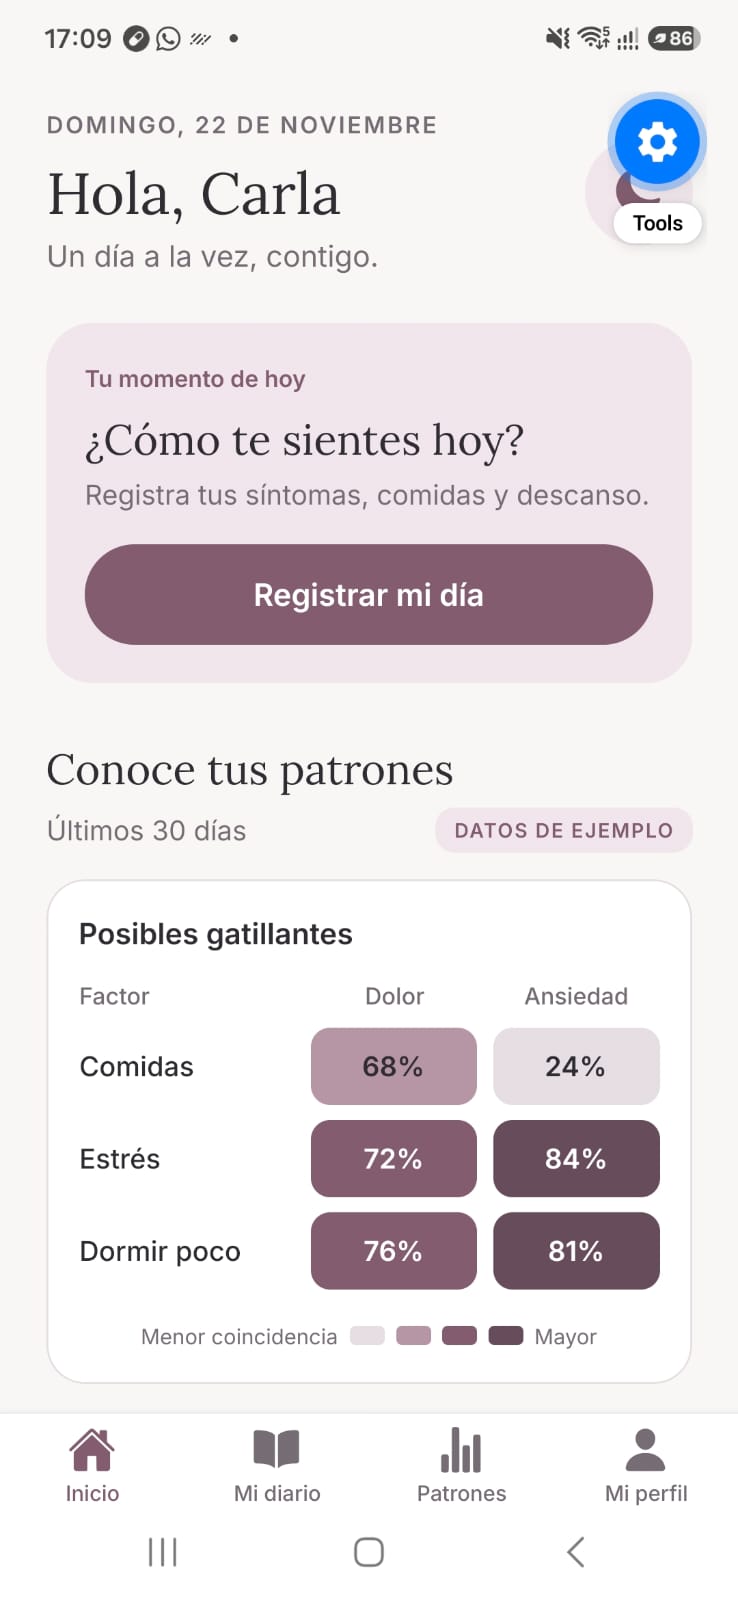 17:09
86
DOMINGO, 22 DE NOVIEMBRE
Hola, Carla
Tools
Un día a la vez, contigo.
Tu momento de hoy
¿Cómo te sientes hoy?
Registra tus síntomas, comidas y descanso.
Registrar mi día
Conoce tus patrones
Últimos 30 días
DATOS DE EJEMPLO
Posibles gatillantes
Factor Dolor Ansiedad
Comidas 68% 24%
Estrés 72% 84%
Dormir poco 76% 81%
Menor coincidencia Mayor
Inicio Mi diario Patrones Mi perfil